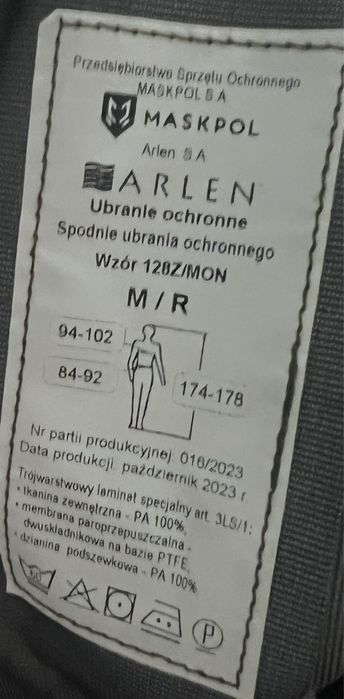 Przedsiębiorstwo Sprzętu Ochronnego
MASKPOL S A
MASKPOL
Arlen S A
ARLEN
Ubranie ochronne
Spodnie ubrania ochronnego
Wzór 128Z/MON
M / R
94-102
84-92
174-178
Nr partii produkcyjnej 016/2023
Data produkcji. październik 2023 r.
Trójwarstwowy laminat specjalny art. 3LS/1:
• tkanina zewnętrzna - PA 100%,
• membrana paroprzepuszczalna -
dwuskładnikowa na bazie PTFE,
• dzianina podszewkowa - PA 100%
P